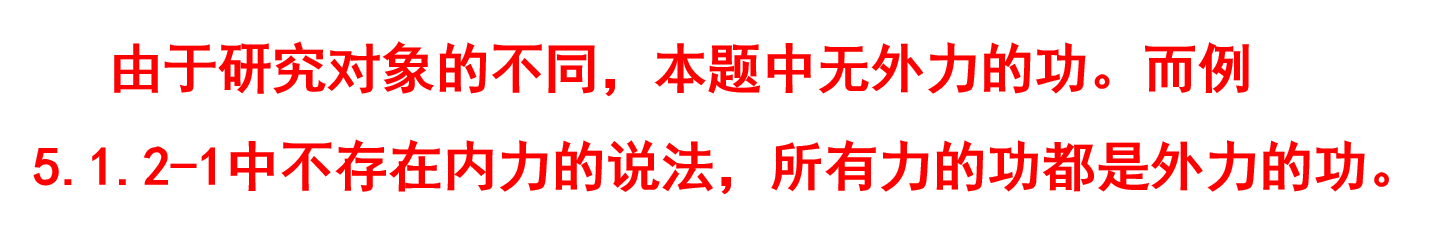 由于研究对象的不同，本题中无外力的功。而例
5.1.2-1中不存在内力的说法，所有力的功都是外力的功。